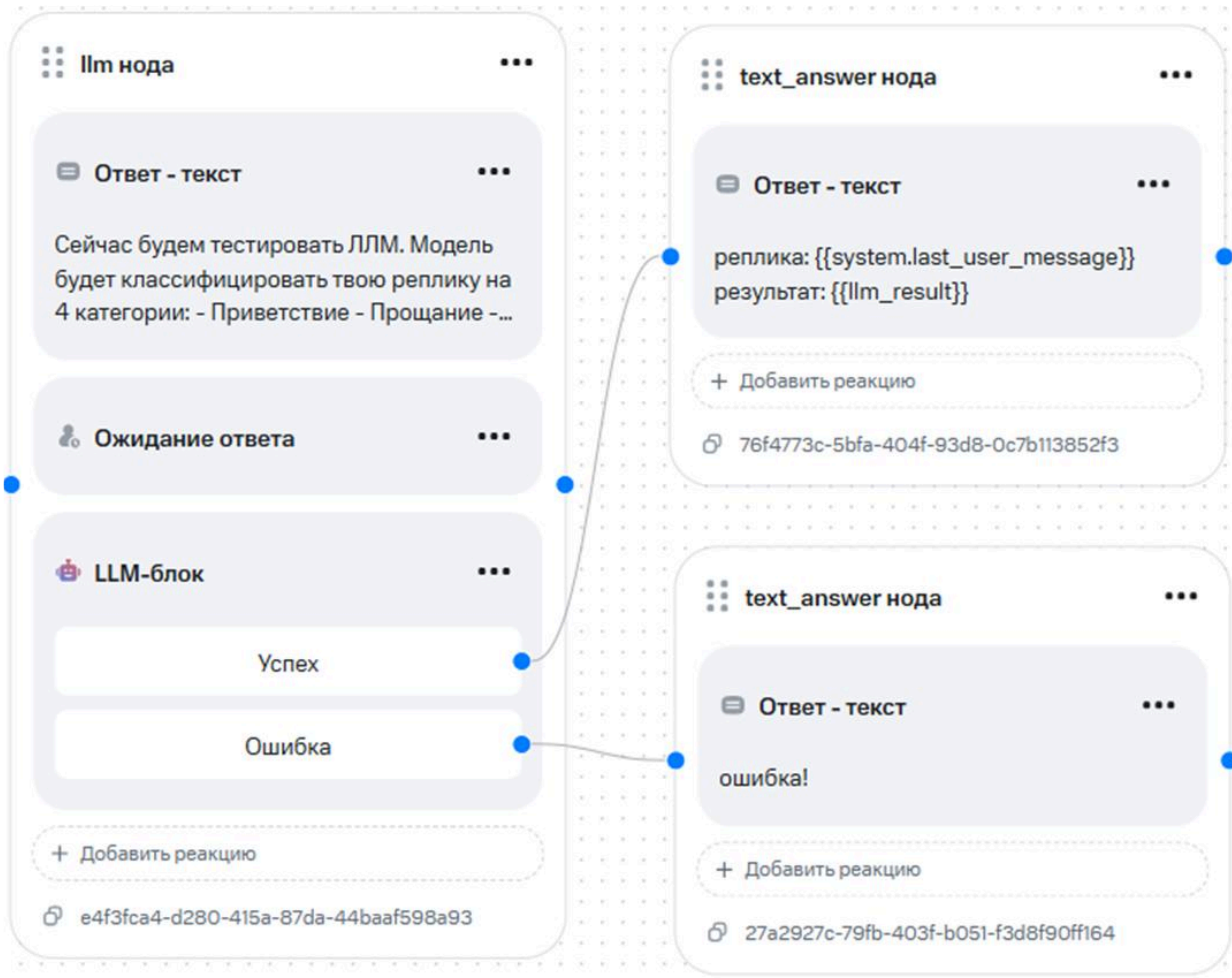 llm нода
Ответ - текст
Сейчас будем тестировать ЛЛМ. Модель
будет классифицировать твою реплику на
4 категории: - Приветствие - Прощание -...
Ожидание ответа
LLM-блок
Успех
Ошибка
+ Добавить реакцию
e4f3fca4-d280-415a-87da-44baaf598a93
text_answer нода
Ответ - текст
реплика: {{system.last_user_message}}
результат: {{llm_result}}
+ Добавить реакцию
76f4773c-5bfa-404f-93d8-0c7b113852f3
text_answer нода
Ответ - текст
ошибка!
+ Добавить реакцию
27a2927c-79fb-403f-b051-f3d8f90ff164